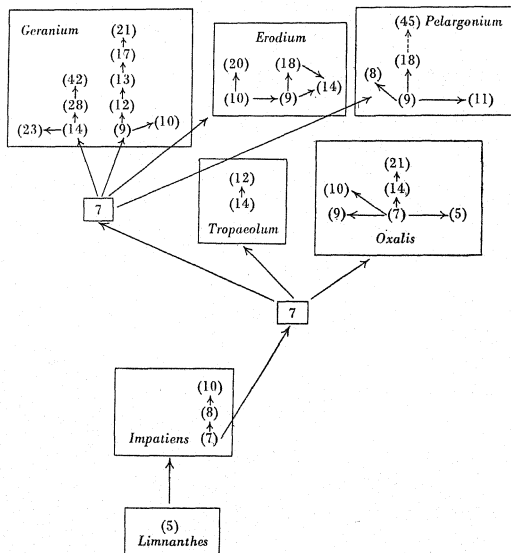 Geranium (21)
(17)
(42) (13)
(28) (12)
(23) (14) (9) (10)
Erodium
(20) (18)
(14)
(10) (9)
(45) Pelargonium
(18)
(8)
(9) (11)
7
(12)
(14)
Tropaeolum
(21)
(10) (14)
(9) (7) (5)
Oxalis
7
(10)
(8)
Impatiens (7)
(5)
Limnanthes